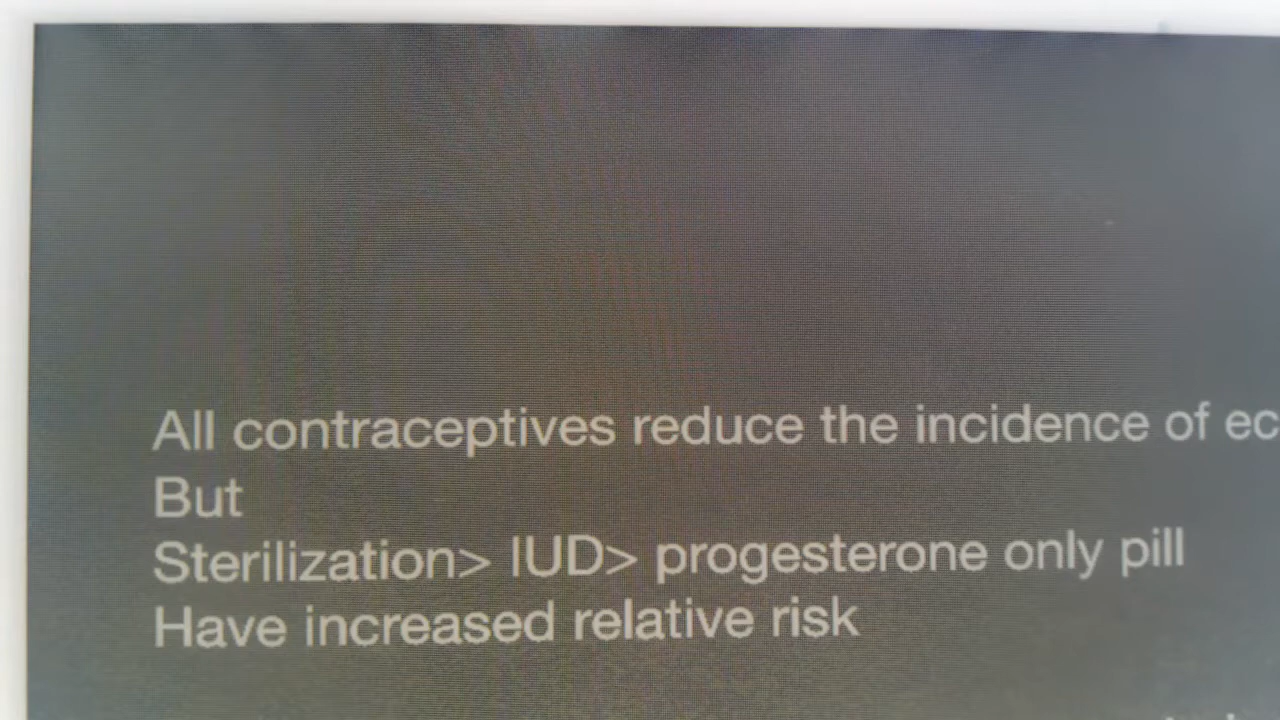 All contraceptives reduce the incidence of ec
But
Sterilization> IUD> progesterone only pill
Have increased relative risk